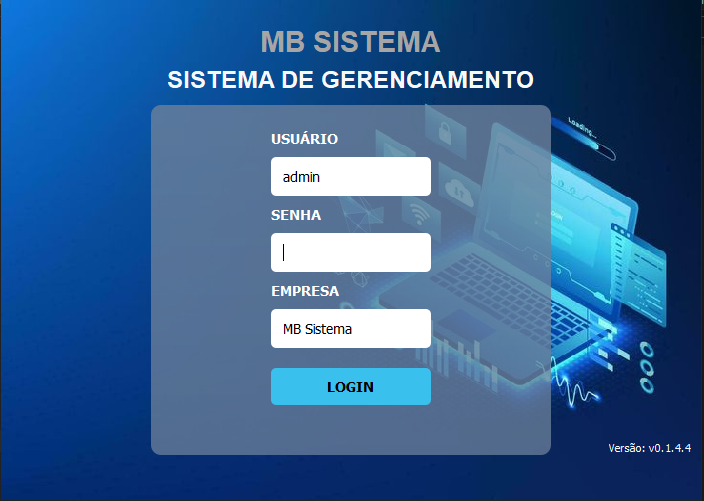 MB SISTEMA
SISTEMA DE GERENCIAMENTO
Loading...
USUÁRIO
admin
SENHA
EMPRESA
MB Sistema
LOGIN
Versão: v0.1.4.4